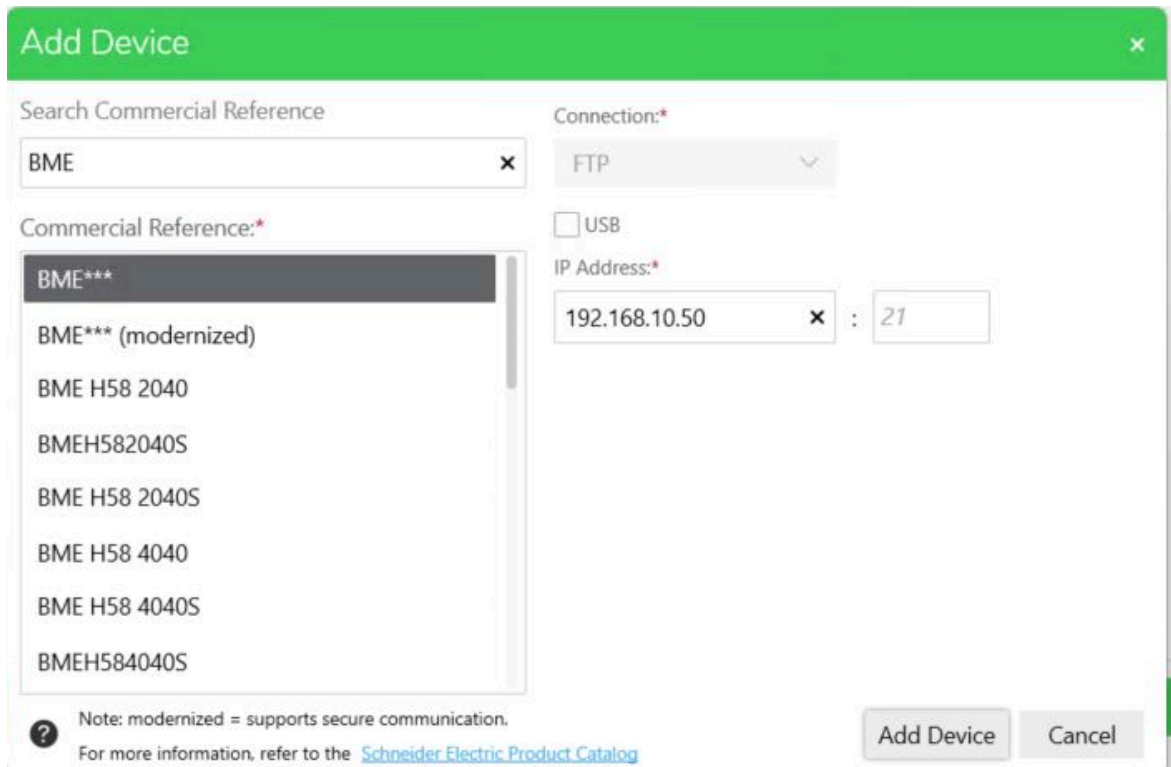 Add Device
Search Commercial Reference
BME
Commercial Reference:*
BME***
BME*** (modernized)
BME H58 2040
BMEH582040S
BME H58 2040S
BME H58 4040
BME H58 4040S
BMEH584040S
Connection:*
FTP
USB
IP Address:*
192.168.10.50 : 21
Note: modernized = supports secure communication.
For more information, refer to the Schneider Electric Product Catalog
Add Device
Cancel